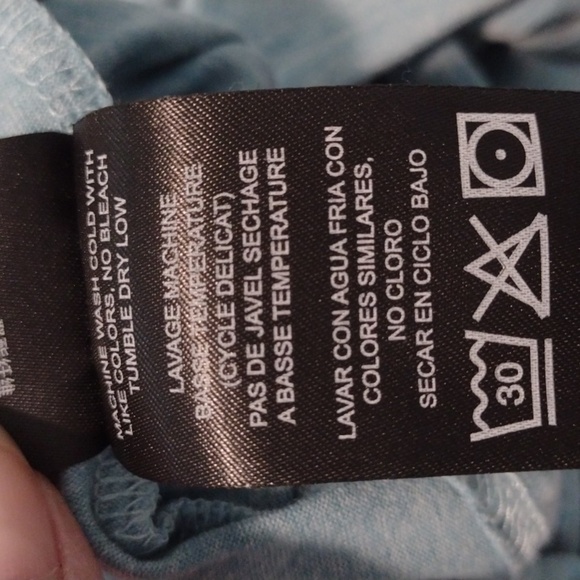 MACHINE WASH COLD WITH
LIKE COLORS, NO BLEACH
TUMBLE DRY LOW
LAVAGE MACHINE
BASSE TEMPERATURE
(CYCLE DELICAT)
PAS DE JAVEL SECHAGE
A BASSE TEMPERATURE
LAVAR CON AGUA FRIA CON
COLORES SIMILARES,
NO CLORO
SECAR EN CICLO BAJO
30